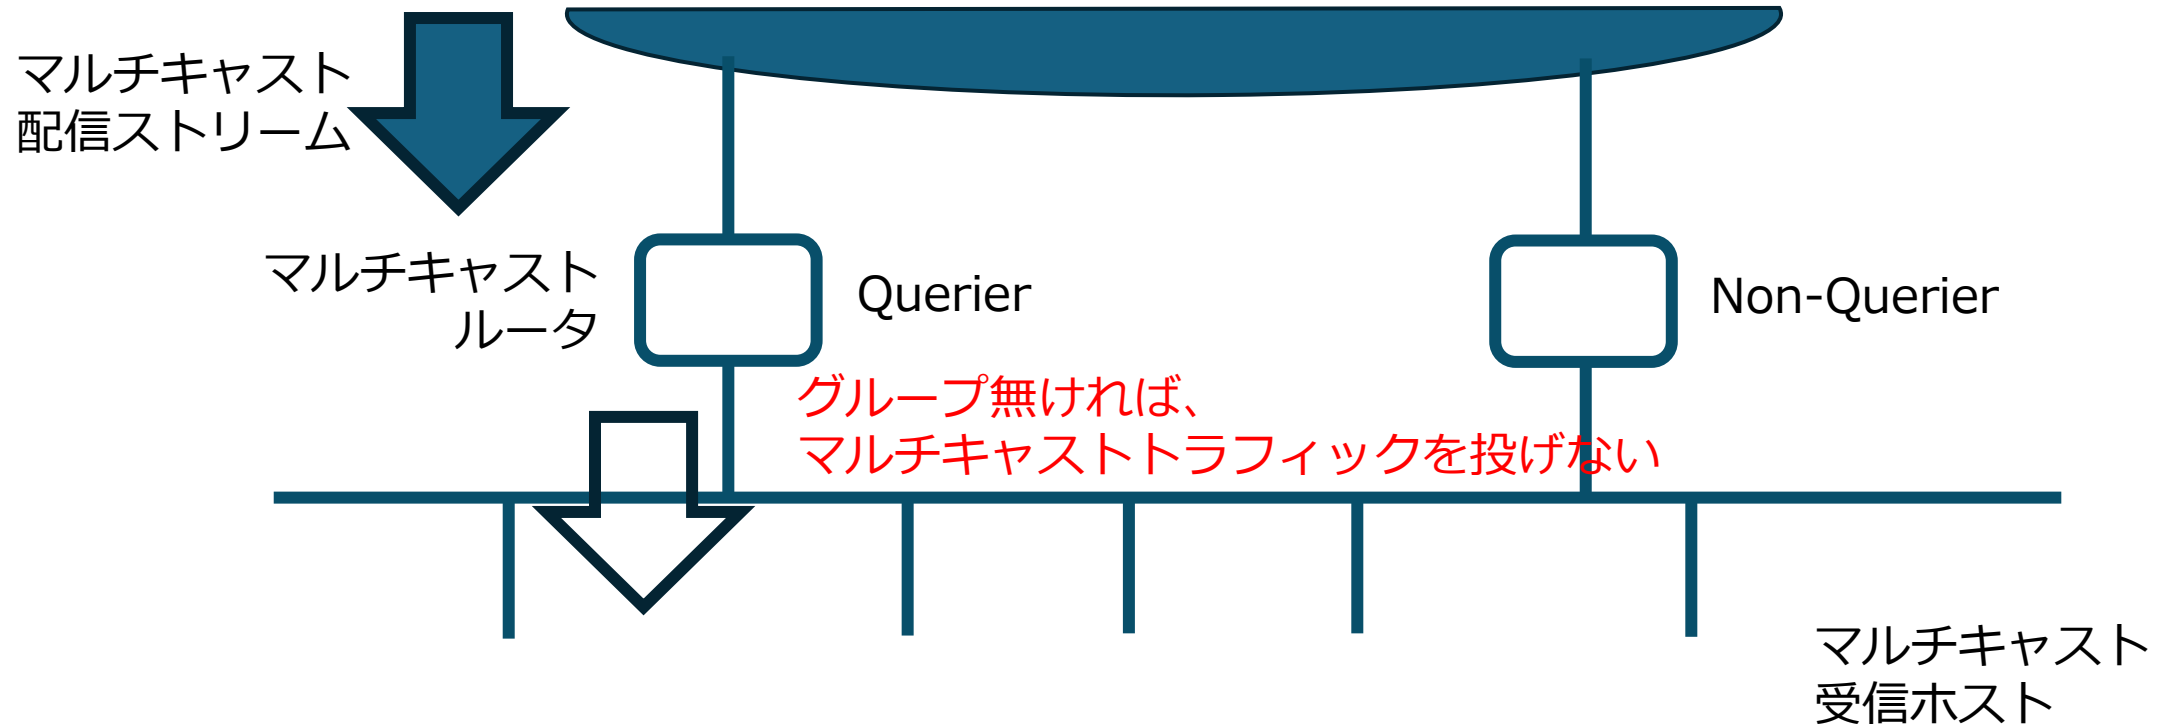 マルチキャスト
配信ストリーム
マルチキャスト
ルータ
Querier
Non-Querier
グループ無ければ、
マルチキャストトラフィックを投げない
マルチキャスト
受信ホスト